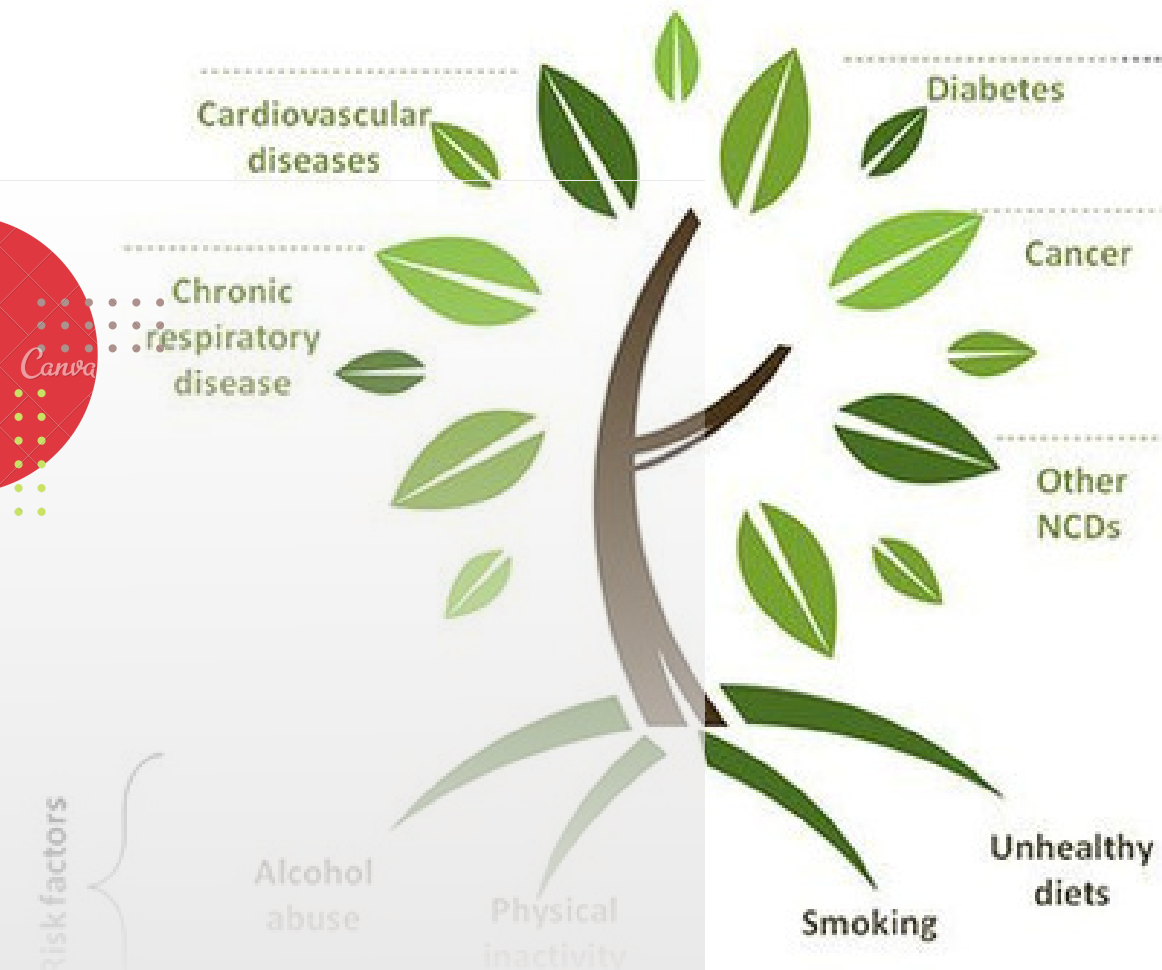 Cardiovascular
diseases
Diabetes
Cancer
Chronic
respiratory
disease
Canva
Other
NCDs
Risk factors
Alcohol
abuse
Physical
inactivity
Smoking
Unhealthy
diets